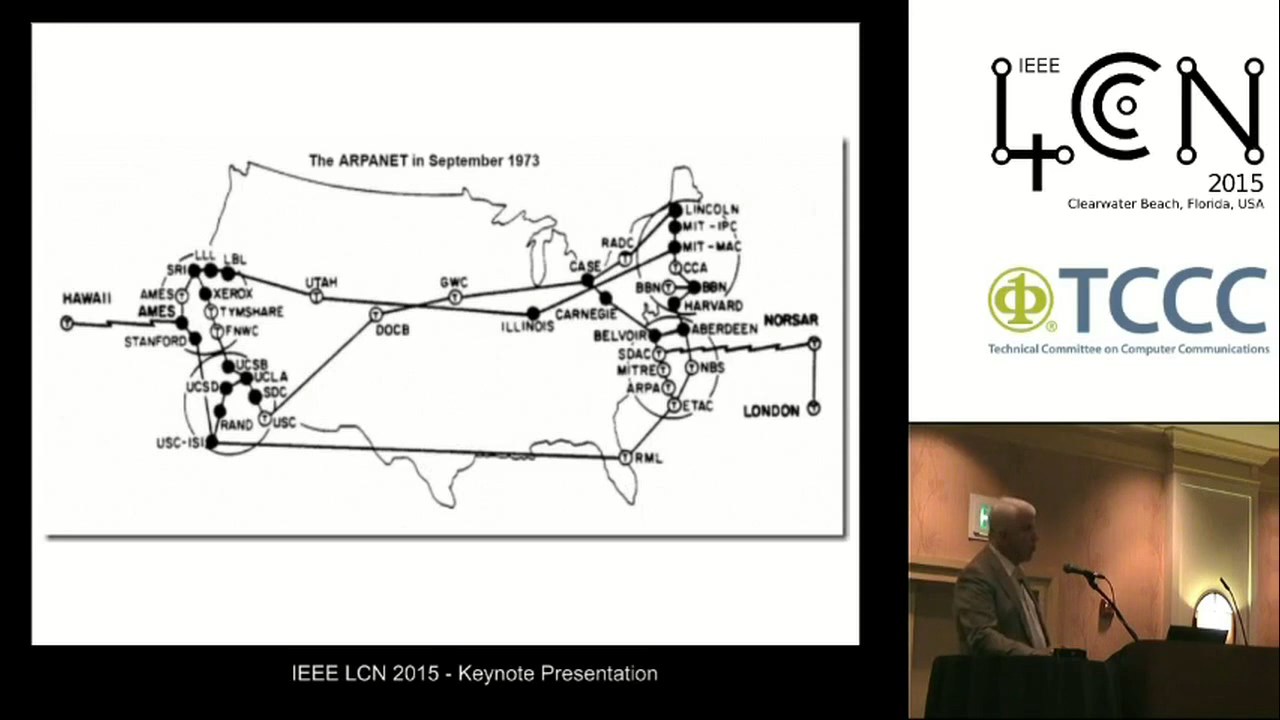 The ARPANET in September 1973
LINCOLN
MIT-IPC
RADC
MIT-MAC
LLL
LBL
SRI
CASE
CCA
UTAH
GWC
BBN
BBN
AMES
XEROX
HAWAII
AMES
TYMSHARE
HARVARD
CARNEGIE
ILLINOIS
DOCB
FNWC
STANFORD
BELVOIR
ABERDEEN
NORSAR
SDAC
UCSB
UCLA
MITRE
NBS
UCSD
SDC
ARPA
ETAC
LONDON
RAND
USC
USC-ISI
RML
IEEE LCN 2015 - Keynote Presentation
IEEE
LCN
2015
Clearwater Beach, Florida, USA
TCCC
Technical Committee on Computer Communications